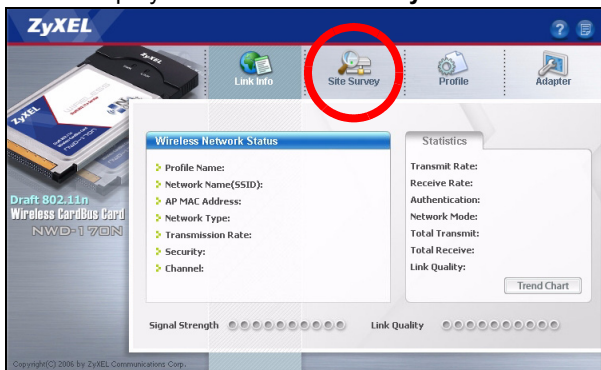 ZyXEL
Link Info
Site Survey
Profile
Adapter
ZyXEL
Draft 802.11n
Wireless CardBus Card
NWD-170N
Wireless Network Status
Profile Name:
Network Name(SSID):
AP MAC Address:
Network Type:
Transmission Rate:
Security:
Channel:
Statistics
Transmit Rate:
Receive Rate:
Authentication:
Network Mode:
Total Transmit:
Total Receive:
Link Quality:
Trend Chart
Signal Strength
Link Quality
Copyright(C) 2006 by ZyXEL Communications Corp.